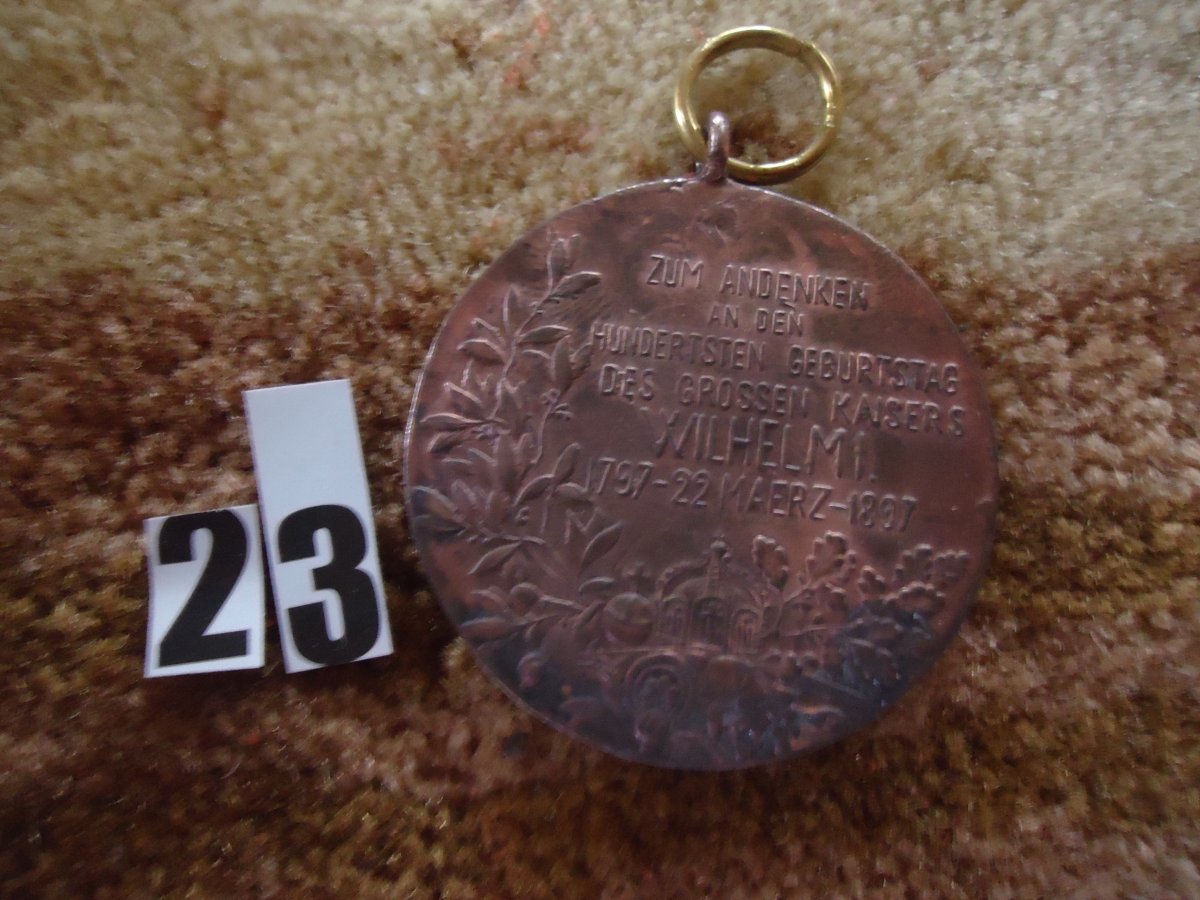 ZUM ANDENKEN
AN DEN
HUNDERTSTEN GEBURTSTAG
DES GROSSEN KAISERS
WILHELM I.
1797-22 MAERZ-1897
23